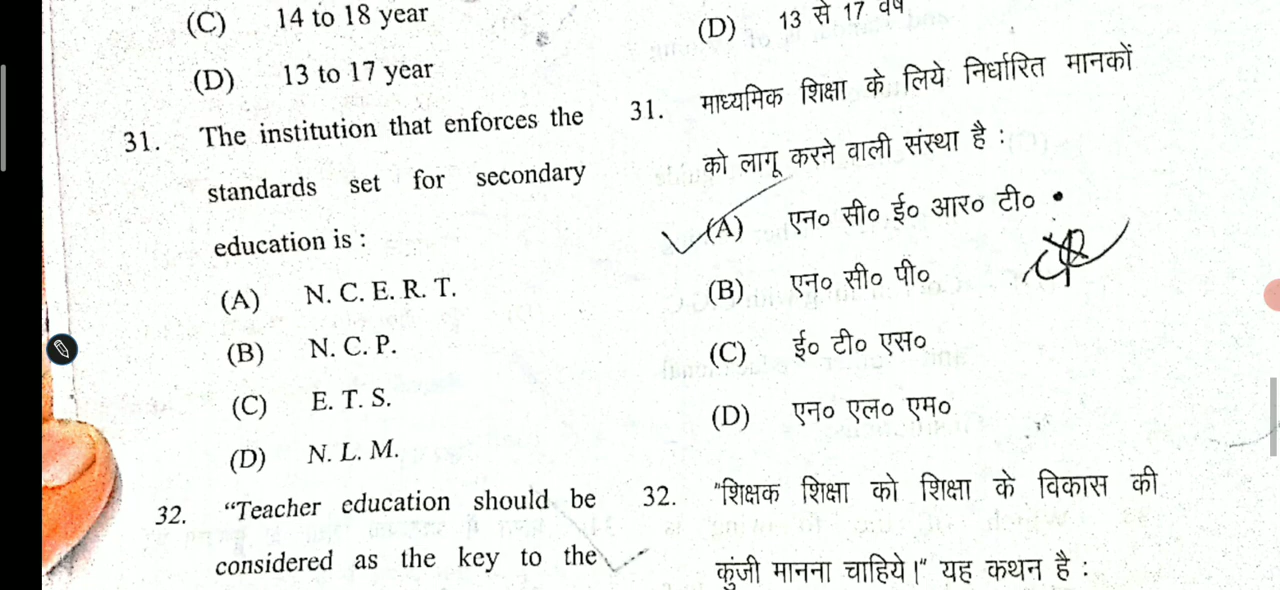 (C) 14 to 18 year
(D) 13 to 17 year
31. The institution that enforces the
standards set for secondary
education is :
(A) N. C. E. R. T.
(B) N. C. P.
(C) E. T. S.
(D) N. L. M.
32. “Teacher education should be
considered as the key to the
(D) 13 से 17 वर्ष
31. माध्यमिक शिक्षा के लिये निर्धारित मानकों
को लागू करने वाली संस्था है :
(A) एन० सी० ई० आर० टी०
(B) एन० सी० पी०
(C) ई० टी० एस०
(D) एन० एल० एम०
32. "शिक्षक शिक्षा को शिक्षा के विकास की
कुंजी मानना चाहिये।" यह कथन है :